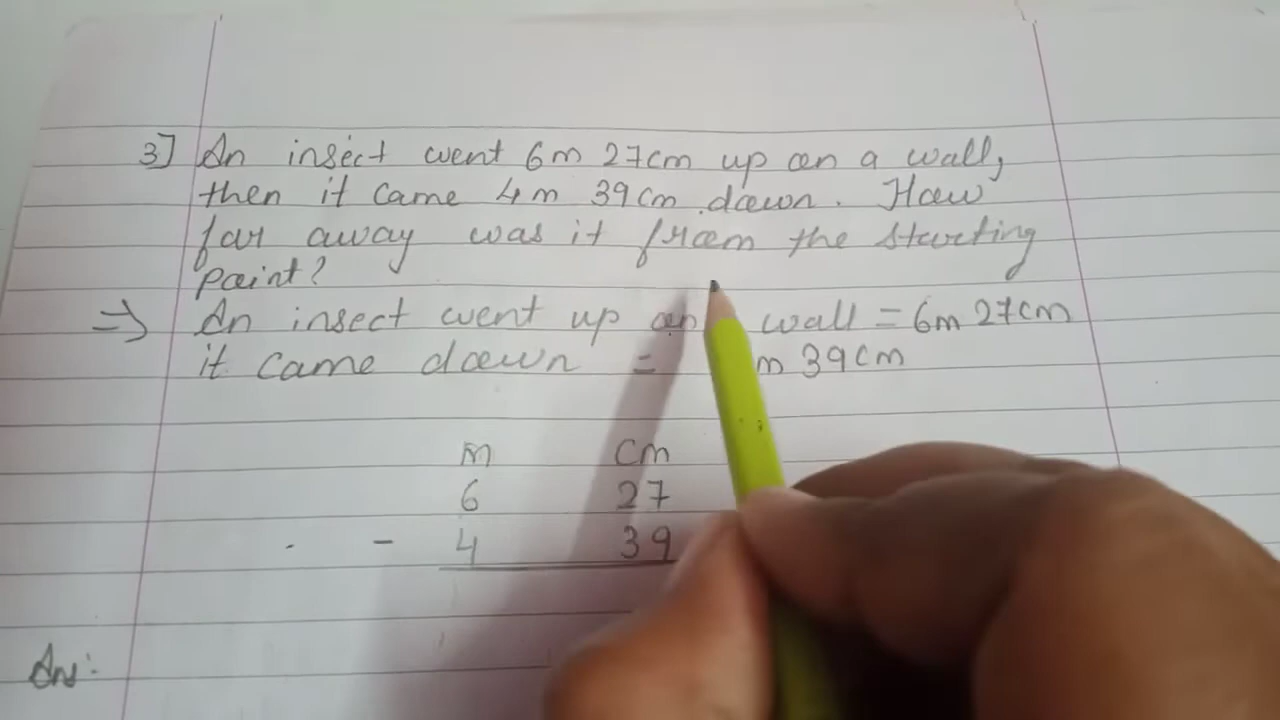 3] An insect went 6m 27cm up on a wall,
then it came 4m 39cm down. How
far away was it from the starting
point?
=> An insect went up on wall = 6m 27cm
it came down = m 39cm
m cm
6 27
- 4 39
Ans: